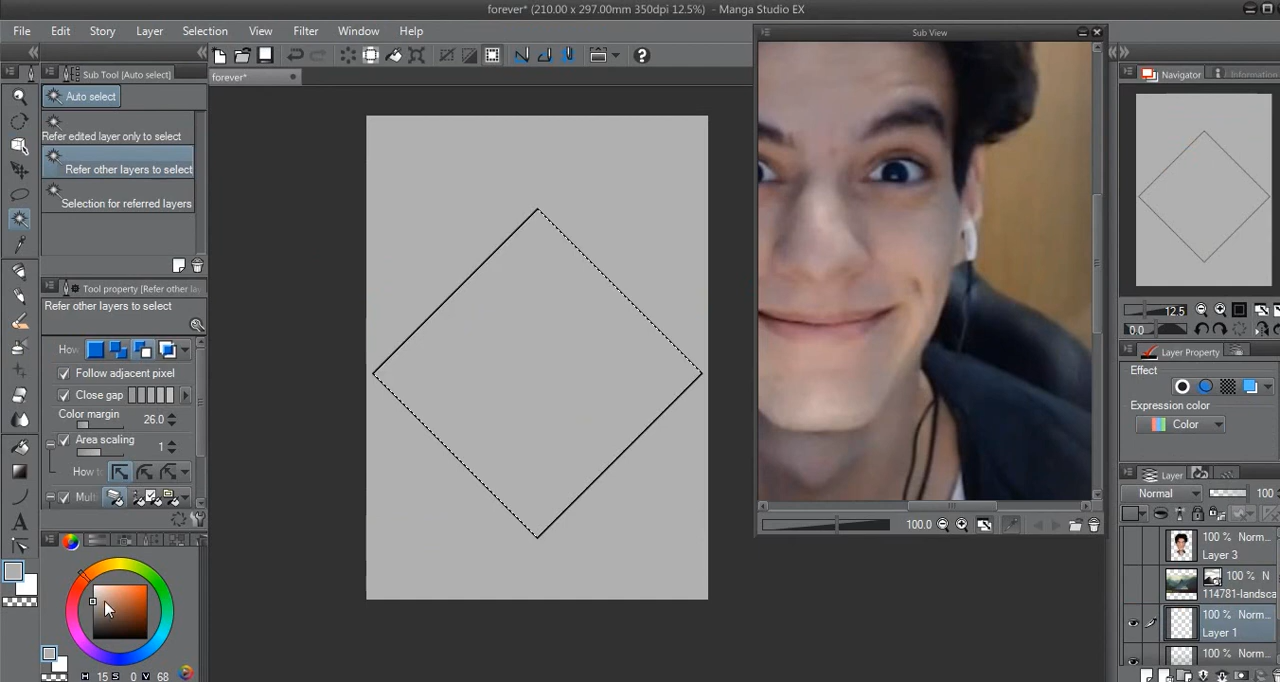 forever* (210.00 x 297.00mm 350dpi 12.5%) - Manga Studio EX
File Edit Story Layer Selection View Filter Window Help
Sub View
Sub Tool [Auto select]
forever*
Navigator
Information
Auto select
Refer edited layer only to select
Refer other layers to select
Selection for referred layers
Tool property [Refer other lay
Refer other layers to select
12.5
0.0
How
Layer Property
Follow adjacent pixel
Effect
Close gap
Color margin
26.0
Expression color
Area scaling
1
Color
How to
Layer
Multi
Normal 100
100.0
A
100 % Norm...
Layer 3
100 % N
114781-landsca
100 % Norm...
Layer 1
100 % Norm...
H 15 S 0 V 68